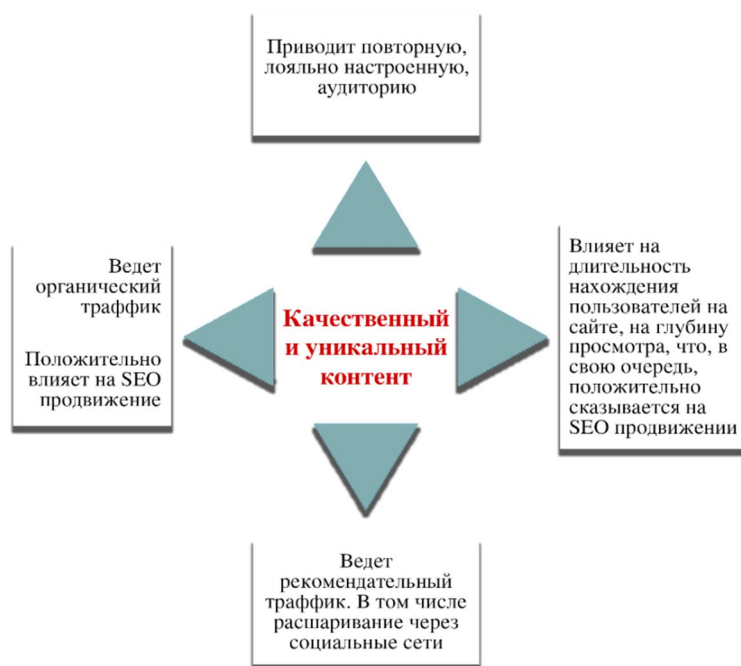 Приводит повторную,
лояльно настроенную,
аудиторию
Ведет
органический
траффик
Положительно
влияет на SEO
продвижение
Качественный
и уникальный
контент
Влияет на
длительность
нахождения
пользователей на
сайте, на глубину
просмотра, что, в
свою очередь,
положительно
сказывается на
SEO продвижении
Ведет
рекомендательный
траффик. В том числе
расшаривание через
социальные сети